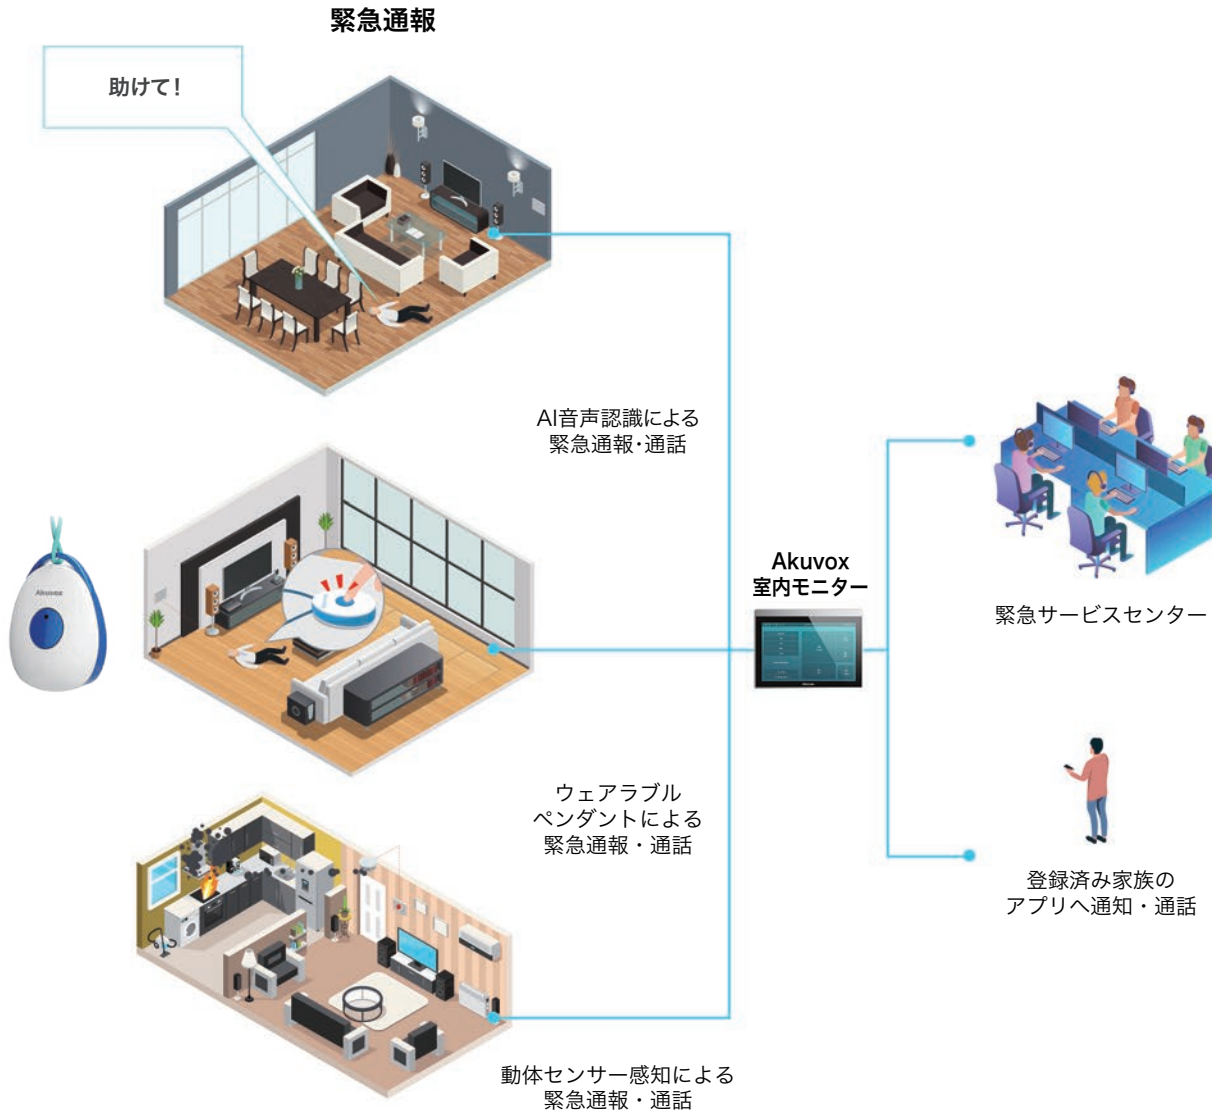 緊急通報
助けて！
AI音声認識による
緊急通報・通話
Akuvox
ウェアラブル
ペンダントによる
緊急通報・通話
動体センサー感知による
緊急通報・通話
Akuvox
室内モニター
緊急サービスセンター
登録済み家族の
アプリへ通知・通話